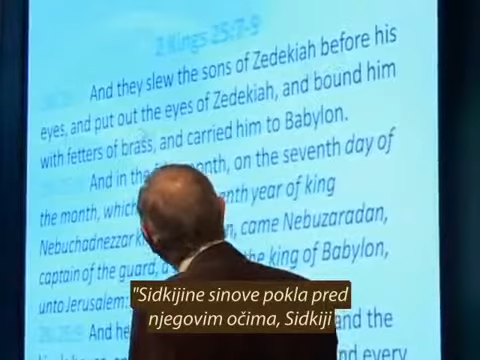 2 Kings 25:7-9
And they slew the sons of Zedekiah before his
eyes, and put out the eyes of Zedekiah, and bound him
with fetters of brass, and carried him to Babylon.
And in the month, on the seventh day of
the month, which year of king
Nebuchadnezzar came Nebuzaradan,
captain of the guard, the king of Babylon,
unto Jerusalem:
And he and the
and every
"Sidkijine sinove pokla pred
njegovim očima, Sidkiji